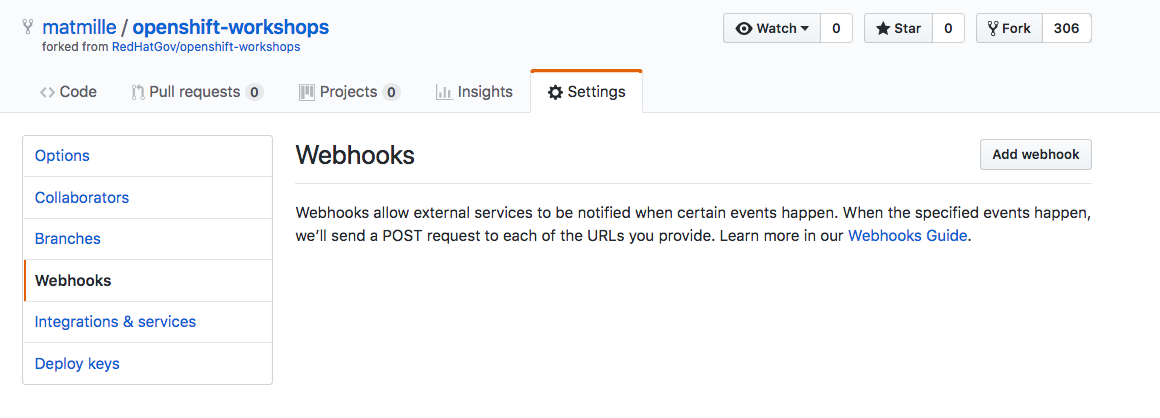 matmille / openshift-workshops
forked from RedHatGov/openshift-workshops
Watch 0 Star 0 Fork 306
Code Pull requests 0 Projects 0 Insights Settings
Options
Collaborators
Branches
Webhooks
Integrations & services
Deploy keys
Webhooks
Add webhook
Webhooks allow external services to be notified when certain events happen. When the specified events happen,
we’ll send a POST request to each of the URLs you provide. Learn more in our Webhooks Guide.